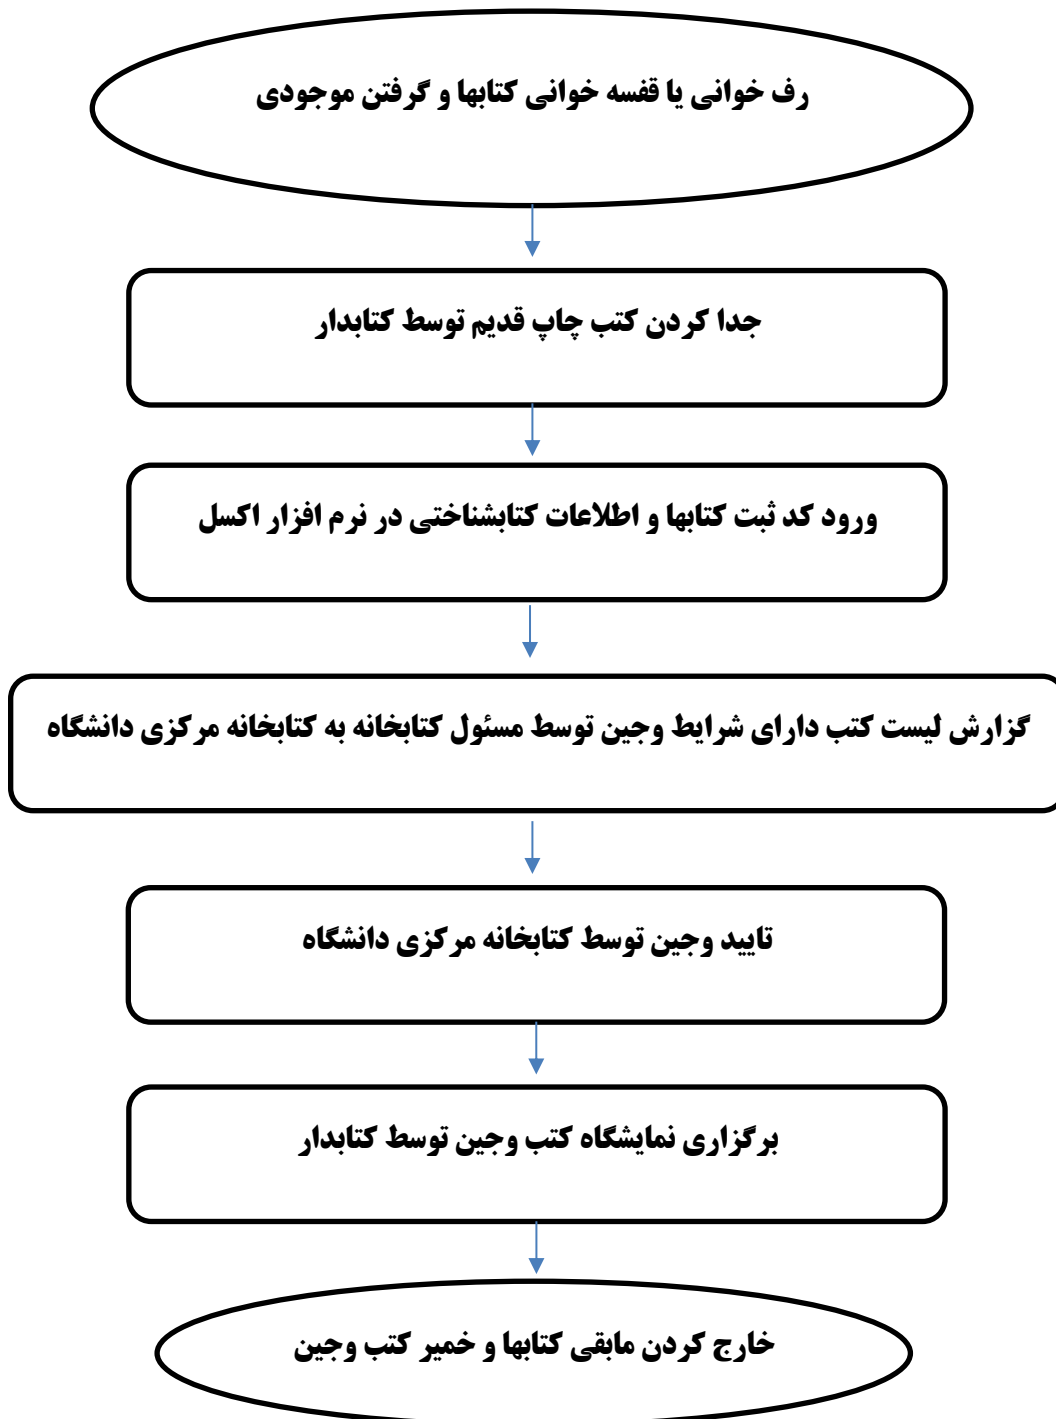 رف خوانی یا قفسه خوانی کتابها و گرفتن موجودی
جدا کردن کتب چاپ قدیم توسط کتابدار
ورود کد ثبت کتابها و اطلاعات کتابشناختی در نرم افزار اکسل
گزارش لیست کتب دارای شرایط وجین توسط مسئول کتابخانه به کتابخانه مرکزی دانشگاه
تایید وجین توسط کتابخانه مرکزی دانشگاه
برگزاری نمایشگاه کتب وجین توسط کتابدار
خارج کردن مابقی کتابها و خمیر کتب وجین